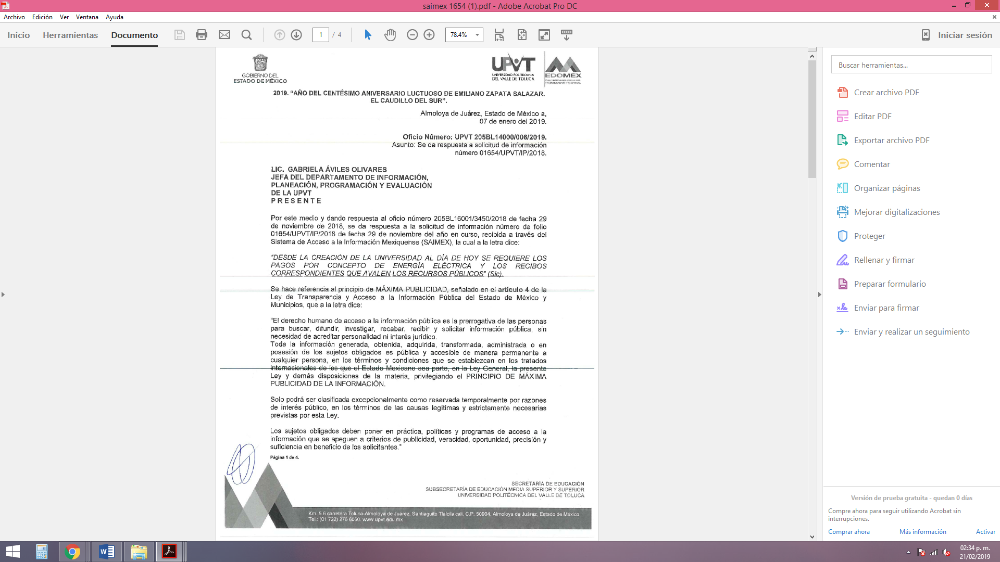 saimex 1654 (1).pdf - Adobe Acrobat Pro DC
Archivo Edición Ver Ventana Ayuda
Inicio Herramientas Documento 1 / 4 78.4% Iniciar sesión
GOBIERNO DEL
ESTADO DE MÉXICO
UPVT
UNIVERSIDAD POLITÉCNICA
DEL VALLE DE TOLUCA
EDOMÉX
DECISIONES FIRMES,
RESULTADOS FUERTES.
2019. “AÑO DEL CENTÉSIMO ANIVERSARIO LUCTUOSO DE EMILIANO ZAPATA SALAZAR.
EL CAUDILLO DEL SUR”.
Almoloya de Juárez, Estado de México a,
07 de enero del 2019.
Oficio Número: UPVT 205BL14000/006/2019.
Asunto: Se da respuesta a solicitud de información
número 01654/UPVT/IP/2018.
LIC. GABRIELA ÁVILES OLIVARES
JEFA DEL DEPARTAMENTO DE INFORMACIÓN,
PLANEACIÓN, PROGRAMACIÓN Y EVALUACIÓN
DE LA UPVT
P R E S E N T E
Por este medio y dando respuesta al oficio número 205BL16001/3450/2018 de fecha 29
de noviembre de 2018, se da respuesta a la solicitud de información número de folio
01654/UPVT/IP/2018 de fecha 29 de noviembre del año en curso, recibida a través del
Sistema de Acceso a la Información Mexiquense (SAIMEX), la cual a la letra dice:
“DESDE LA CREACIÓN DE LA UNIVERSIDAD AL DÍA DE HOY SE REQUIERE LOS
PAGOS POR CONCEPTO DE ENERGÍA ELÉCTRICA Y LOS RECIBOS
CORRESPONDIENTES QUE AVALEN LOS RECURSOS PÚBLICOS” (Sic).
Se hace referencia al principio de MÁXIMA PUBLICIDAD, señalado en el artículo 4 de la
Ley de Transparencia y Acceso a la Información Pública del Estado de México y
Municipios, que a la letra dice:
“El derecho humano de acceso a la información pública es la prerrogativa de las personas
para buscar, difundir, investigar, recabar, recibir y solicitar información pública, sin
necesidad de acreditar personalidad ni interés jurídico.
Toda la información generada, obtenida, adquirida, transformada, administrada o en
posesión de los sujetos obligados es pública y accesible de manera permanente a
cualquier persona, en los términos y condiciones que se establezcan en los tratados
internacionales de los que el Estado Mexicano sea parte, en la Ley General, la presente
Ley y demás disposiciones de la materia, privilegiando el PRINCIPIO DE MÁXIMA
PUBLICIDAD DE LA INFORMACIÓN.
Solo podrá ser clasificada excepcionalmente como reservada temporalmente por razones
de interés público, en los términos de las causas legítimas y estrictamente necesarias
previstas por esta Ley.
Los sujetos obligados deben poner en práctica, políticas y programas de acceso a la
información que se apeguen a criterios de publicidad, veracidad, oportunidad, precisión y
suficiencia en beneficio de los solicitantes.”
Página 1 de 4.
SECRETARÍA DE EDUCACIÓN
SUBSECRETARÍA DE EDUCACIÓN MEDIA SUPERIOR Y SUPERIOR
UNIVERSIDAD POLITÉCNICA DEL VALLE DE TOLUCA
Km. 5.6 carretera Toluca-Almoloya de Juárez, Santiaguito Tlalcilalcali, C.P. 50904, Almoloya de Juárez, Estado de México.
Tel.: (01 722) 276 6060. www.upvt.edu.mx
Buscar herramientas...
Crear archivo PDF
Editar PDF
Exportar archivo PDF
Comentar
Organizar páginas
Mejorar digitalizaciones
Proteger
Rellenar y firmar
Preparar formulario
Enviar para firmar
Enviar y realizar un seguimiento
Versión de prueba gratuita - quedan 0 días
Compre ahora para seguir utilizando Acrobat sin
interrupciones.
Comprar ahora Más información Activar
02:34 p. m.
21/02/2019